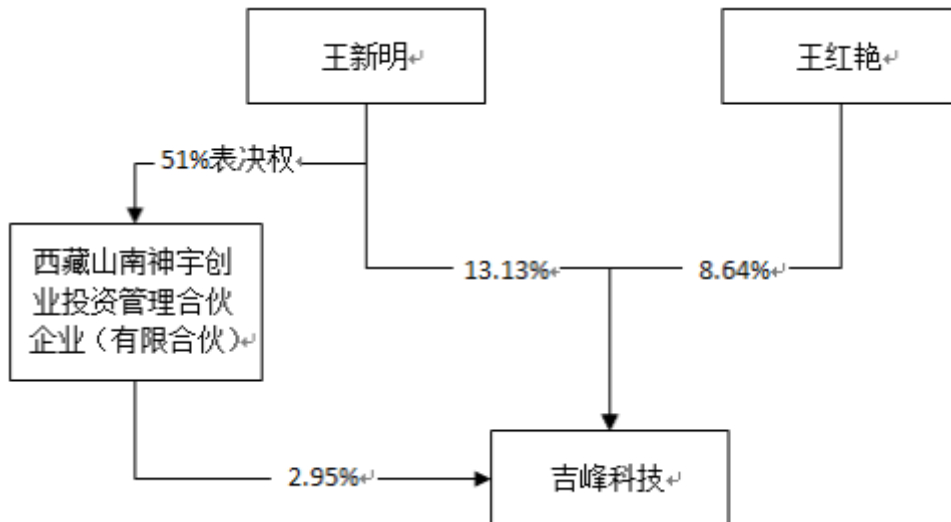 王新明
王红艳
51%表决权
西藏山南神宇创
业投资管理合伙
企业（有限合伙）
13.13%
8.64%
2.95%
吉峰科技